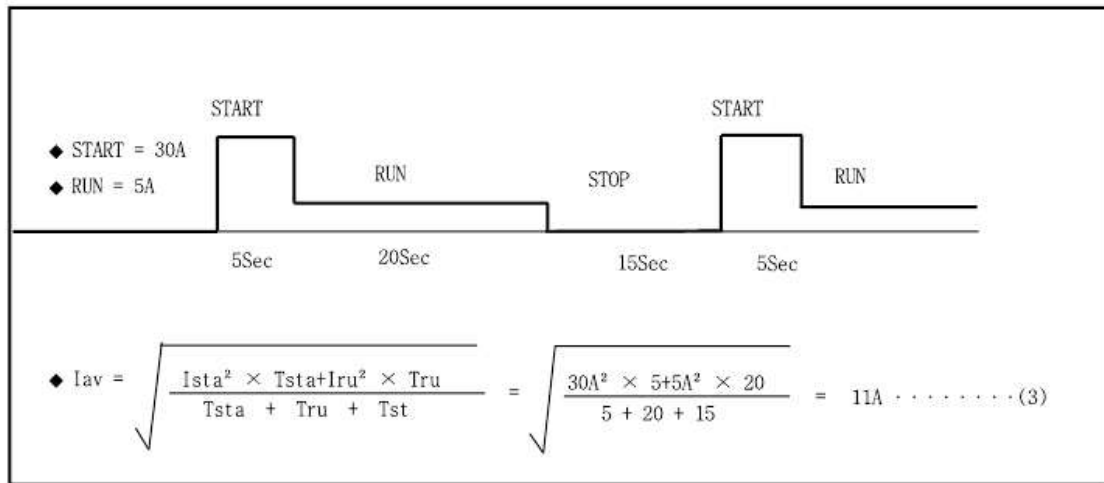 START START
◆ START = 30A
◆ RUN = 5A
RUN STOP RUN
5Sec 20Sec 15Sec 5Sec
◆ Iav = √ Ista² × Tsta+Iru² × Tru / Tsta + Tru + Tst = √ 30A² × 5+5A² × 20 / 5 + 20 + 15 = 11A ········(3)